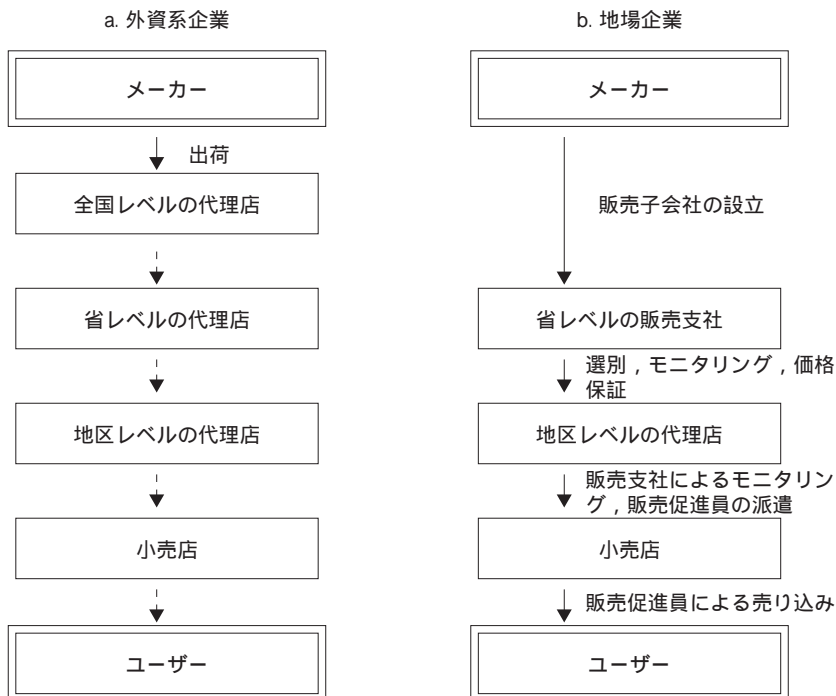 a. 外資系企業
メーカー
出荷
全国レベルの代理店
省レベルの代理店
地区レベルの代理店
小売店
ユーザー
b. 地場企業
メーカー
販売子会社の設立
省レベルの販売支社
選別，モニタリング，価格
保証
地区レベルの代理店
販売支社によるモニタリン
グ，販売促進員の派遣
小売店
販売促進員による売り込み
ユーザー